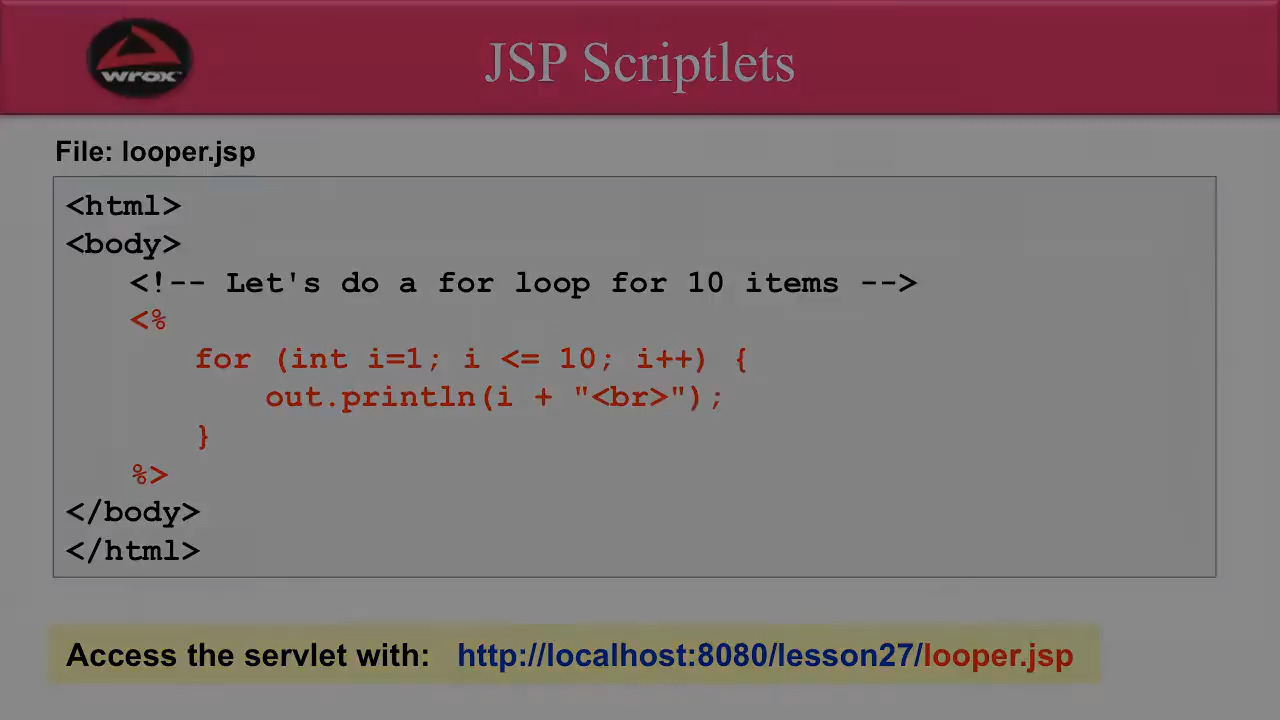 wrox
JSP Scriptlets
File: looper.jsp
<html>
<body>
<!-- Let's do a for loop for 10 items -->
<%
for (int i=1; i <= 10; i++) {
out.println(i + "<br>");
}
%>
</body>
</html>
Access the servlet with: http://localhost:8080/lesson27/looper.jsp